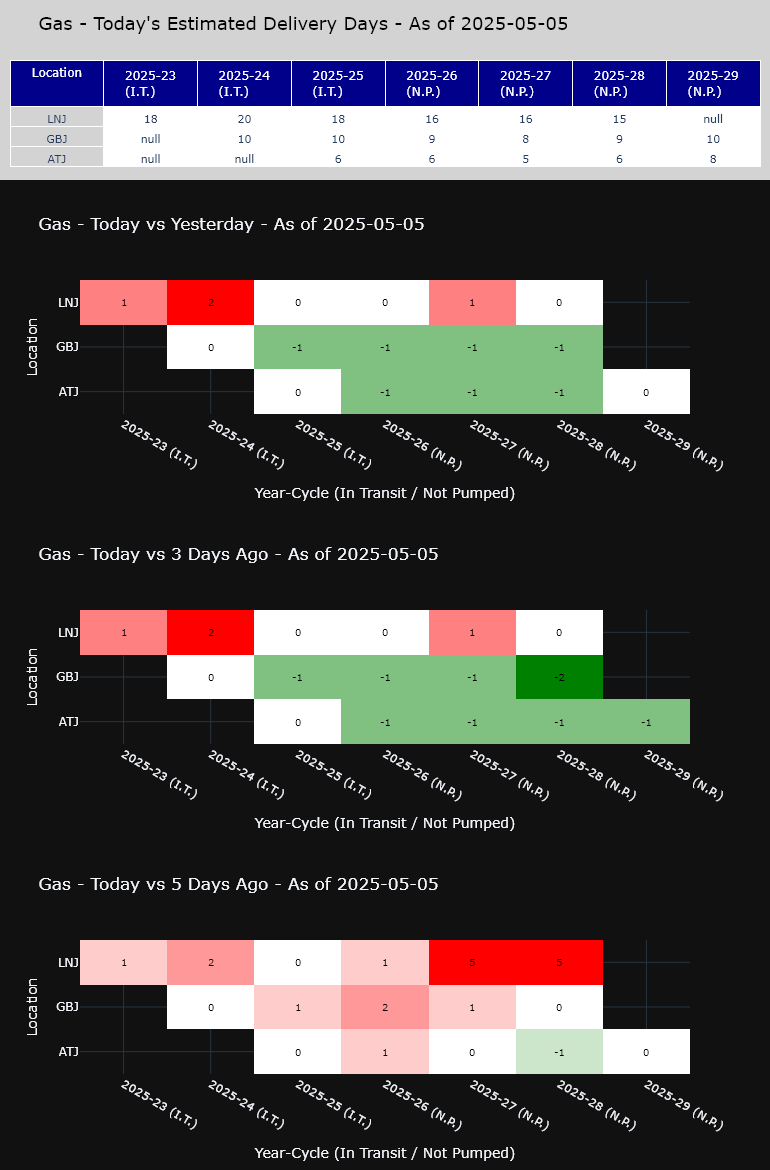 Gas - Today's Estimated Delivery Days - As of 2025-05-05
Location 2025-23 (I.T.) 2025-24 (I.T.) 2025-25 (I.T.) 2025-26 (N.P.) 2025-27 (N.P.) 2025-28 (N.P.) 2025-29 (N.P.)
LNJ 18 20 18 16 16 15 null
GBJ null 10 10 9 8 9 10
ATJ null null 6 6 5 6 8
Gas - Today vs Yesterday - As of 2025-05-05
Location
LNJ 1 2 0 0 1 0
GBJ 0 -1 -1 -1 -1
ATJ 0 -1 -1 -1 0
2025-23 (I.T.) 2025-24 (I.T.) 2025-25 (I.T.) 2025-26 (N.P.) 2025-27 (N.P.) 2025-28 (N.P.) 2025-29 (N.P.)
Year-Cycle (In Transit / Not Pumped)
Gas - Today vs 3 Days Ago - As of 2025-05-05
Location
LNJ 1 2 0 0 1 0
GBJ 0 -1 -1 -1 -2
ATJ 0 -1 -1 -1 -1
2025-23 (I.T.) 2025-24 (I.T.) 2025-25 (I.T.) 2025-26 (N.P.) 2025-27 (N.P.) 2025-28 (N.P.) 2025-29 (N.P.)
Year-Cycle (In Transit / Not Pumped)
Gas - Today vs 5 Days Ago - As of 2025-05-05
Location
LNJ 1 2 0 1 5 5
GBJ 0 1 2 1 0
ATJ 0 1 0 -1 0
2025-23 (I.T.) 2025-24 (I.T.) 2025-25 (I.T.) 2025-26 (N.P.) 2025-27 (N.P.) 2025-28 (N.P.) 2025-29 (N.P.)
Year-Cycle (In Transit / Not Pumped)